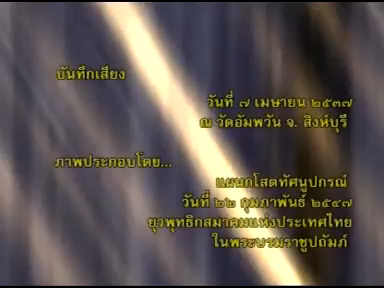 บันทึกเสียง
วันที่ ๗ เมษายน ๒๕๓๗
ณ วัดอัมพวัน จ. สิงห์บุรี
ภาพประกอบโดย...
แผนกโสตทัศนูปกรณ์
วันที่ ๒๒ กุมภาพันธ์ ๒๕๔๗
ยุวพุทธิกสมาคมแห่งประเทศไทย
ในพระบรมราชูปถัมภ์